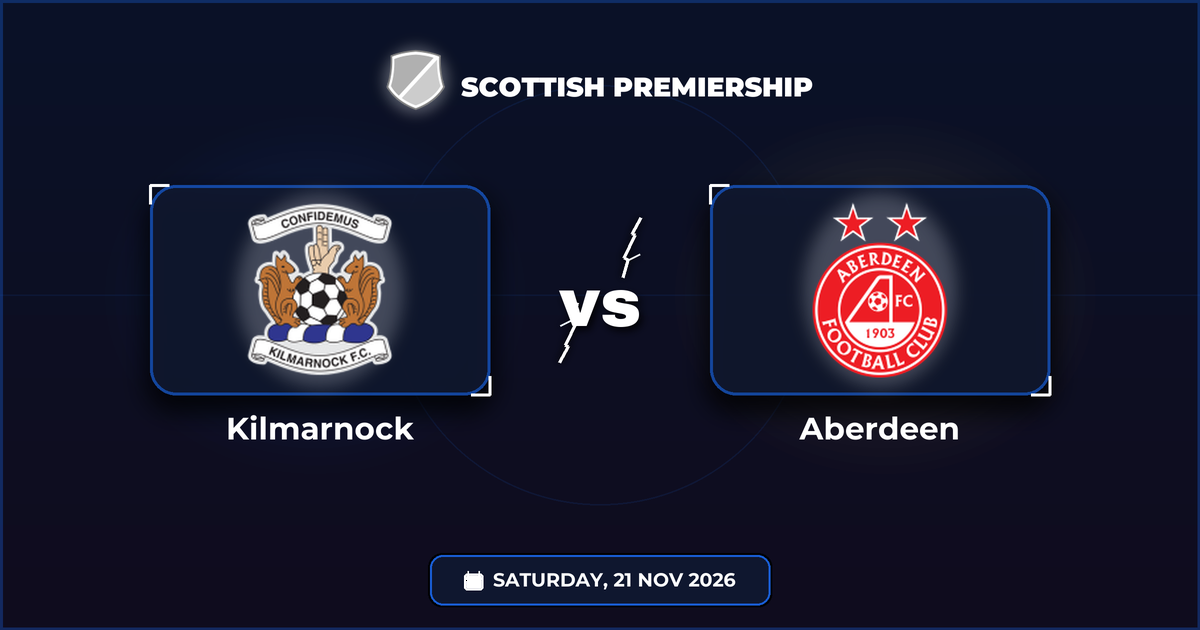 SCOTTISH PREMIERSHIP
CONFIDEMUS
KILMARNOCK F.C.
vs
ABERDEEN
FC
1903
FOOTBALL CLUB
Kilmarnock
Aberdeen
SATURDAY, 21 NOV 2026